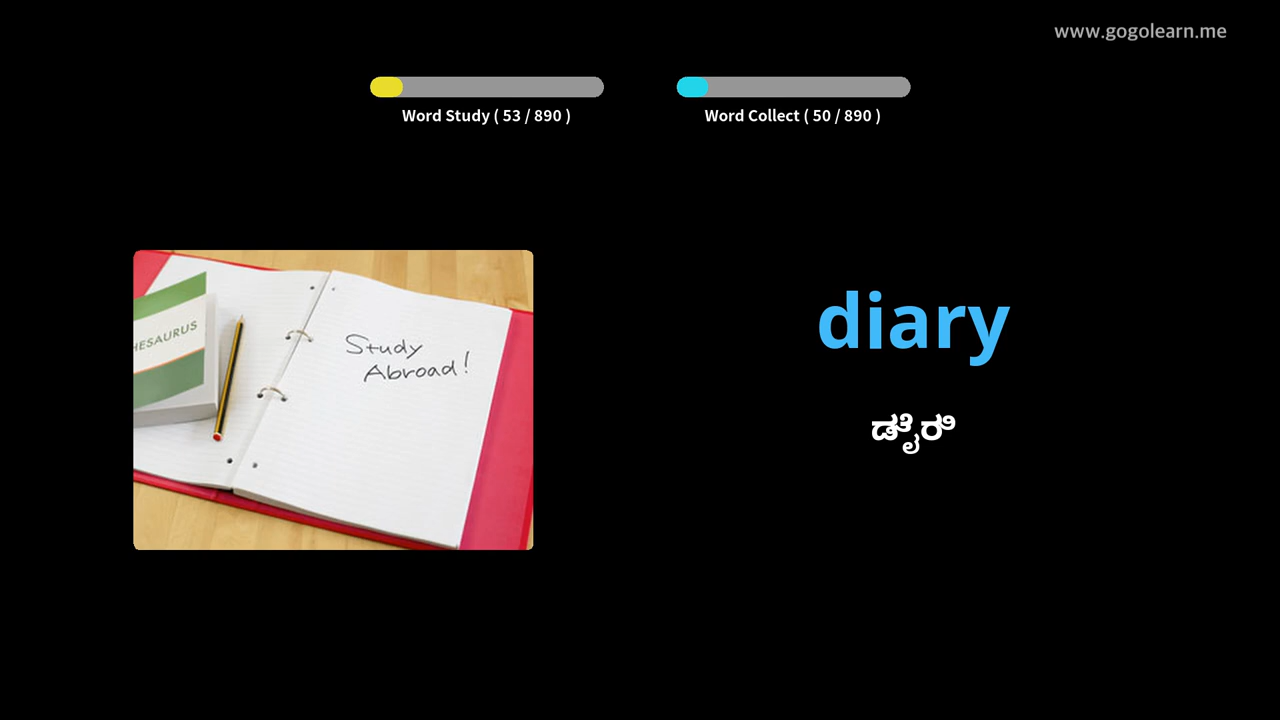 www.gogolearn.me
Word Study ( 53 / 890 )
Word Collect ( 50 / 890 )
HESAURUS
Study
Abroad!
diary
ಡೈರಿ